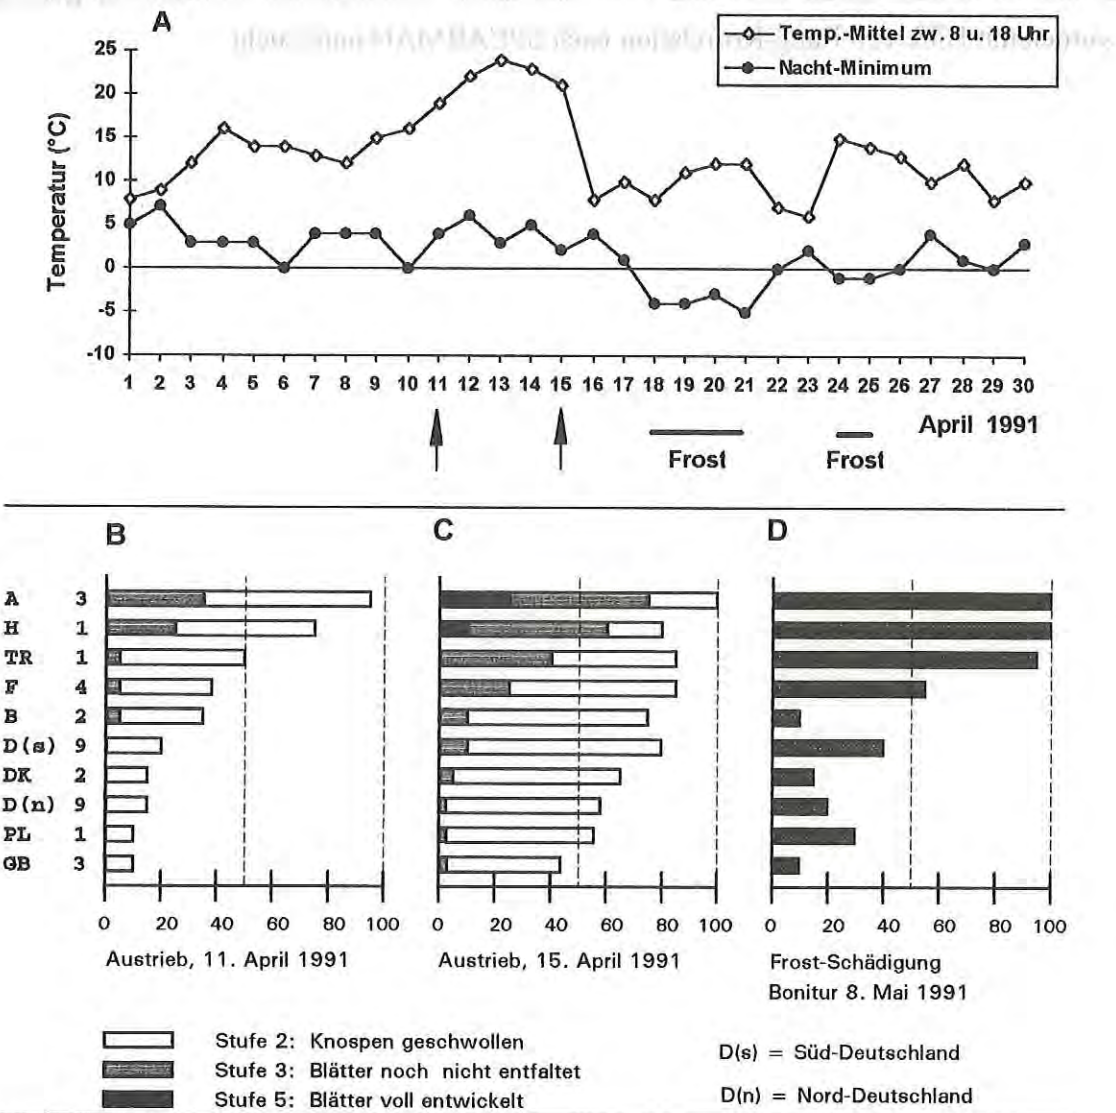 A
Temp.-Mittel zw. 8 u. 18 Uhr
Nacht-Minimum
Temperatur (°C)
25
20
15
10
5
0
-5
-10
1 2 3 4 5 6 7 8 9 10 11 12 13 14 15 16 17 18 19 20 21 22 23 24 25 26 27 28 29 30
April 1991
Frost Frost
B C D
A 3
H 1
TR 1
F 4
B 2
D(s) 9
DK 2
D(n) 9
PL 1
GB 3
0 20 40 60 80 100 0 20 40 60 80 100 0 20 40 60 80 100
Austrieb, 11. April 1991
Austrieb, 15. April 1991
Frost-Schädigung
Bonitur 8. Mai 1991
Stufe 2: Knospen geschwollen
Stufe 3: Blätter noch nicht entfaltet
Stufe 5: Blätter voll entwickelt
D(s) = Süd-Deutschland
D(n) = Nord-Deutschland